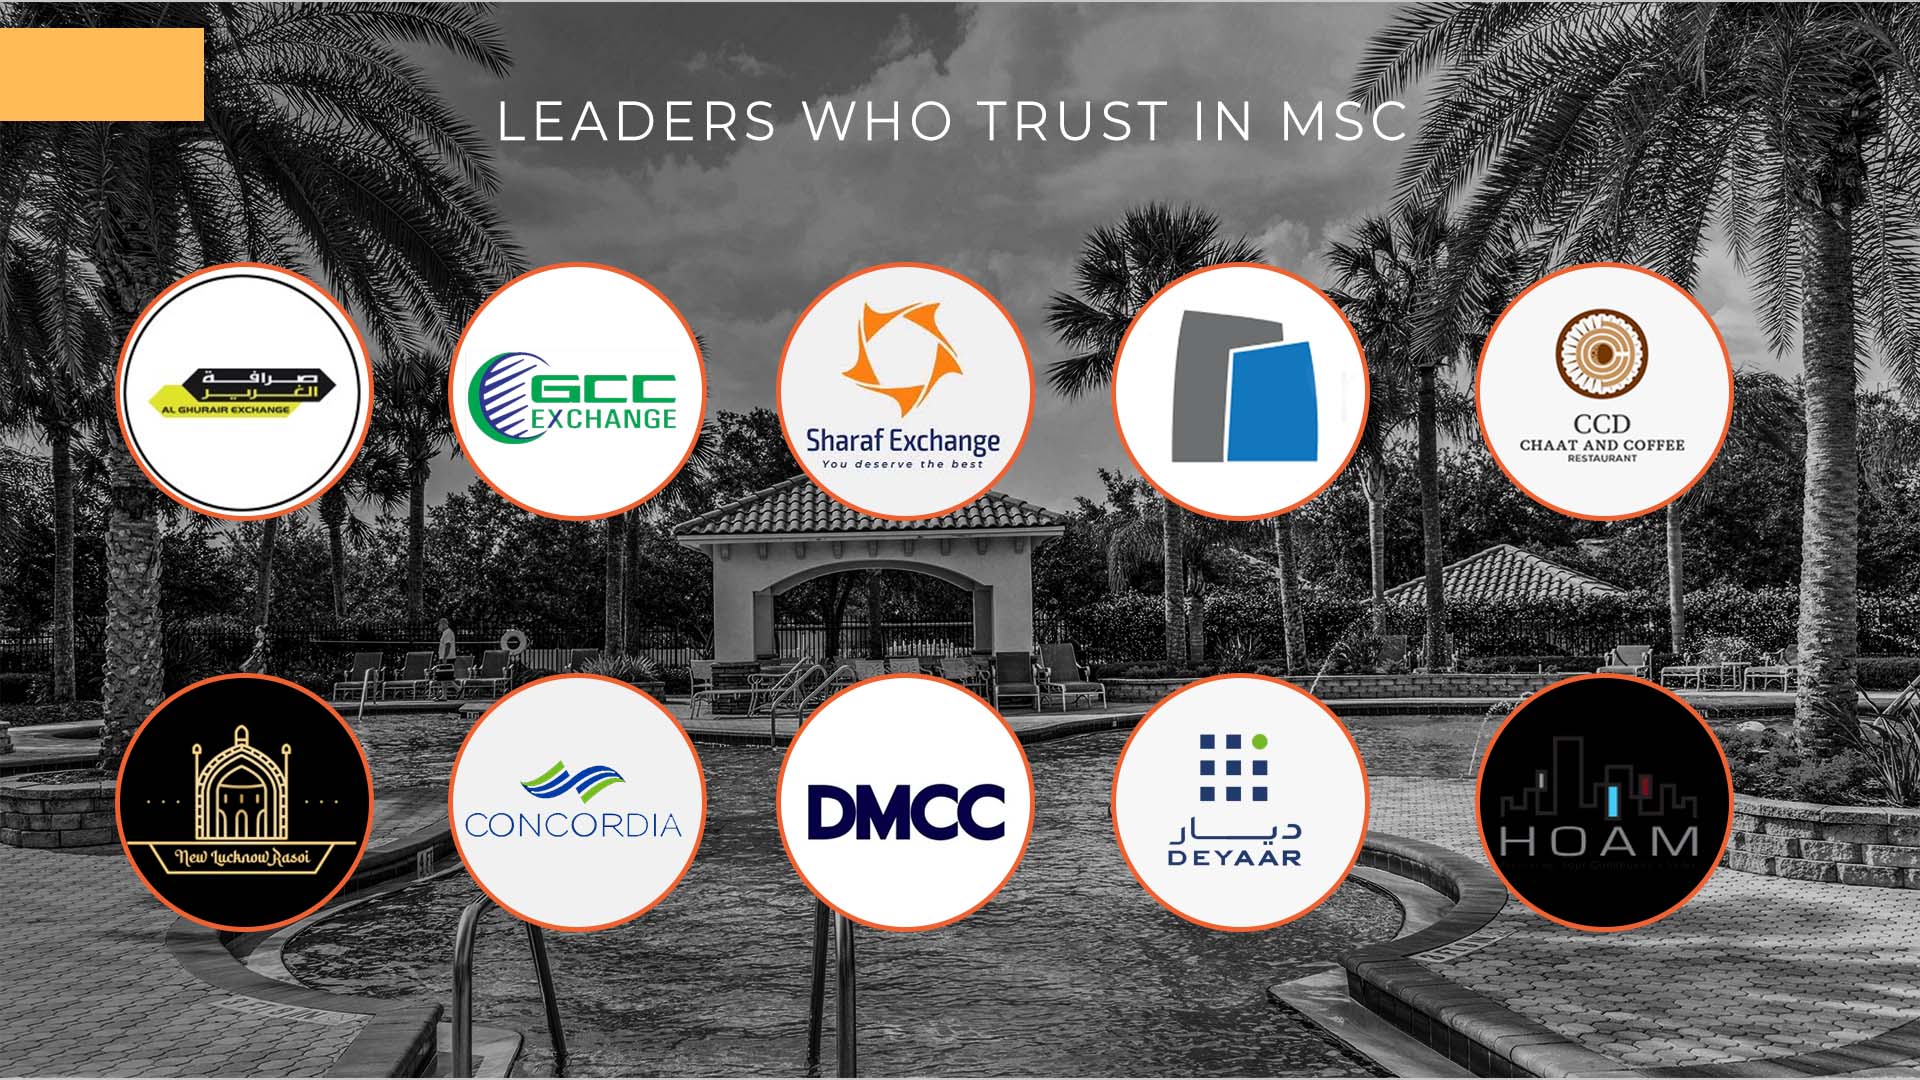 LEADERS WHO TRUST IN MSC
صرافة
الغرير
AL GHURAIR EXCHANGE
GCC
EXCHANGE
Sharaf Exchange
You deserve the best
CCD
CHAAT AND COFFEE
RESTAURANT
New Lucknow Rasoi
CONCORDIA
DMCC
ديار
DEYAAR
HOAM